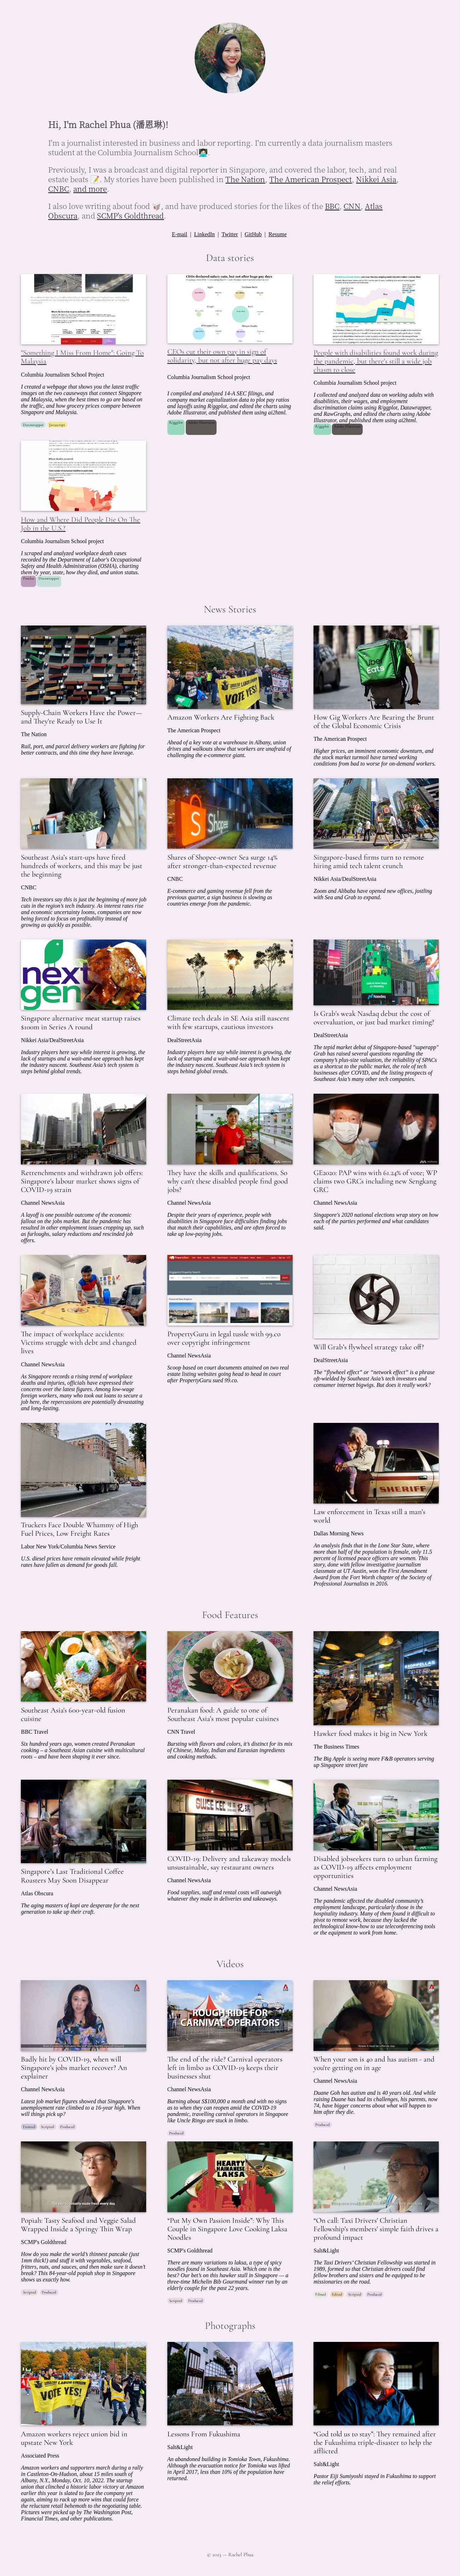 Hi, I'm Rachel Phua (潘恩琳)!
I'm a journalist interested in business and labor reporting. I'm currently a data journalism masters
student at the Columbia Journalism School
Previously, I was a broadcast and digital reporter in Singapore, and covered the labor, tech, and real
estate beats 📝. My stories have been published in The Nation, The American Prospect, Nikkei Asia,
CNBC, and more.
I also love writing about food 🥡, and have produced stories for the likes of the BBC, CNN, Atlas
Obscura, and SCMP's Goldthread.
E-mail | LinkedIn | Twitter | GitHub | Resume
Data stories
"Something I Miss From Home": Going To
Malaysia
Columbia Journalism School Project
I created a webpage that shows the latest traffic
images on the two causeways that connect Singapore
and Malaysia, when the best times to go are based on
the traffic, and how grocery prices compare between
Singapore and Malaysia.
Datawrapper Javascript
CEOs cut their own pay in sign of
solidarity, but not after huge pay days
Columbia Journalism School project
I compiled and analyzed 14A SEC filings, and
company market capitalization data to plot pay ratios
and layoffs using R/ggplot, and edited the charts using
Adobe Illustrator, and published them using ai2html.
R/ggplot Adobe Illustrator
People with disabilities found work during
the pandemic, but there's still a wide job
chasm to close
Columbia Journalism School project
I collected and analyzed data on working adults with
disabilities, their wages, and employment
discrimination claims using R/ggplot, Datawrapper,
and RawGraphs, and edited the charts using Adobe
Illustrator, and published them using ai2html.
R/ggplot Adobe Illustrator
How and Where Did People Die On The
Job in the U.S.?
Columbia Journalism School project
I scraped and analyzed workplace death cases
recorded by the Department of Labor's Occupational
Safety and Health Administration (OSHA), charting
them by year, state, how they died, and union status.
Pandas Datawrapper
News Stories
Supply-Chain Workers Have the Power—
and They're Ready to Use It
The Nation
Rail, port, and parcel delivery workers are fighting for
better contracts, and this time they have leverage.
Amazon Workers Are Fighting Back
The American Prospect
Ahead of a key vote at a warehouse in Albany, union
drives and walkouts show that workers are unafraid of
challenging the e-commerce giant.
How Gig Workers Are Bearing the Brunt
of the Global Economic Crisis
The American Prospect
Higher prices, an imminent economic downturn, and
the stock market turmoil have turned working
conditions from bad to worse for on-demand workers.
Southeast Asia's start-ups have fired
hundreds of workers, and this may be just
the beginning
CNBC
Tech investors say this is just the beginning of more job
cuts in the region's tech industry. As interest rates rise
and economic uncertainty looms, companies are now
being forced to focus on profitability instead of
growing as quickly as possible.
Shares of Shopee-owner Sea surge 14%
after stronger-than-expected revenue
CNBC
E-commerce and gaming revenue fell from the
previous quarter, a sign business is slowing as
countries emerge from the pandemic.
Singapore-based firms turn to remote
hiring amid tech talent crunch
Nikkei Asia/DealStreetAsia
Zoom and Alibaba have opened new offices, jostling
with Sea and Grab to expand.
next
gen
Singapore alternative meat startup raises
$100m in Series A round
Nikkei Asia/DealStreetAsia
Industry players here say while interest is growing, the
lack of startups and a wait-and-see approach has kept
the industry nascent. Southeast Asia's tech system is
steps behind global trends.
Climate tech deals in SE Asia still nascent
with few startups, cautious investors
DealStreetAsia
Industry players here say while interest is growing, the
lack of startups and a wait-and-see approach has kept
the industry nascent. Southeast Asia's tech system is
steps behind global trends.
Is Grab's weak Nasdaq debut the cost of
overvaluation, or just bad market timing?
DealStreetAsia
The tepid market debut of Singapore-based "superapp"
Grab has raised several questions regarding the
company's plus-size valuation, the reliability of SPACs
as a shortcut to the public market, the role of tech
businesses after COVID, and the listing prospects of
Southeast Asia's many other tech companies.
Retrenchments and withdrawn job offers:
Singapore's labour market shows signs of
COVID-19 strain
Channel NewsAsia
A layoff is one possible outcome of the economic
fallout on the jobs market. But the pandemic has
resulted in other employment issues cropping up, such
as furloughs, salary reductions and rescinded job
offers.
They have the skills and qualifications. So
why can't these disabled people find good
jobs?
Channel NewsAsia
Despite their years of experience, people with
disabilities in Singapore face difficulties finding jobs
that match their capabilities, and are often forced to
take up low-paying jobs.
GE2020: PAP wins with 61.24% of vote; WP
claims two GRCs including new Sengkang
GRC
Channel NewsAsia
Singapore's 2020 national elections wrap story on how
each of the parties performed and what candidates
said.
The impact of workplace accidents:
Victims struggle with debt and changed
lives
Channel NewsAsia
As Singapore records a rising trend of workplace
deaths and injuries, officials have expressed their
concerns over the latest figures. Among low-wage
foreign workers, many who took out loans to secure a
job here, the repercussions are potentially devastating
and long-lasting.
PropertyGuru in legal tussle with 99.co
over copyright infringement
Channel NewsAsia
Scoop based on court documents attained on two real
estate listing websites going head to head in court
after PropertyGuru sued 99.co.
Will Grab's flywheel strategy take off?
DealStreetAsia
The "flywheel effect" or "network effect" is a phrase
oft-wielded by Southeast Asia's tech investors and
consumer internet bigwigs. But does it really work?
Truckers Face Double Whammy of High
Fuel Prices, Low Freight Rates
Labor New York/Columbia News Service
U.S. diesel prices have remain elevated while freight
rates have fallen as demand for goods fall.
Law enforcement in Texas still a man's
world
Dallas Morning News
An analysis finds that in the Lone Star State, where
more than half of the population is female, only 11.5
percent of licensed peace officers are women. This
story, done with fellow investigative journalism
classmate at UT Austin, won the First Amendment
Award from the Fort Worth chapter of the Society of
Professional Journalists in 2016.
Food Features
Southeast Asia's 600-year-old fusion
cuisine
BBC Travel
Six hundred years ago, women created Peranakan
cooking – a Southeast Asian cuisine with multicultural
roots – and have been shaping it ever since.
Peranakan food: A guide to one of
Southeast Asia's most popular cuisines
CNN Travel
Bursting with flavors and colors, it's distinct for its mix
of Chinese, Malay, Indian and Eurasian ingredients
and cooking methods.
Hawker food makes it big in New York
The Business Times
The Big Apple is seeing more F&B operators serving
up Singapore street fare
Singapore's Last Traditional Coffee
Roasters May Soon Disappear
Atlas Obscura
The aging masters of kopi are desperate for the next
generation to take up their craft.
COVID-19: Delivery and takeaway models
unsustainable, say restaurant owners
Channel NewsAsia
Food supplies, staff and rental costs will outweigh
whatever they make in deliveries and takeaways.
Disabled jobseekers turn to urban farming
as COVID-19 affects employment
opportunities
Channel NewsAsia
The pandemic affected the disabled community's
employment landscape, particularly those in the
hospitality industry. Many of them found it difficult to
pivot to remote work, because they lacked the
technological know-how to use teleconferencing tools
or the equipment to work from home.
Videos
Badly hit by COVID-19, when will
Singapore's jobs market recover? An
explainer
Channel NewsAsia
Latest job market figures showed that Singapore's
unemployment rate climbed to a 16-year high. When
will things pick up?
Fronted Scripted Produced
ROUGH RIDE FOR
CARNIVAL OPERATORS
The end of the ride? Carnival operators
left in limbo as COVID-19 keeps their
businesses shut
Channel NewsAsia
Burning about S$100,000 a month and with no signs
as to when they can reopen amid the COVID-19
pandemic, travelling carnival operators in Singapore
like Uncle Ringo are stuck in limbo.
Produced
When your son is 40 and has autism - and
you're getting on in age
Channel NewsAsia
Duane Goh has autism and is 40 years old. And while
raising Duane has had its challenges, his parents, now
74, have bigger concerns about what will happen to
him after they die.
Produced
Popiah: Tasty Seafood and Veggie Salad
Wrapped Inside a Springy Thin Wrap
SCMP's Goldthread
How do you make the world's thinnest pancake (just
1mm thick!) and stuff it with vegetables, seafood,
fritters, nuts, and sauces, and then make sure it doesn't
break? This 84-year-old popiah shop in Singapore
shows us exactly how.
Scripted Produced
HEARTY
HAINANESE
LAKSA
"Put My Own Passion Inside": Why This
Couple in Singapore Love Cooking Laksa
Noodles
SCMP's Goldthread
There are many variations to laksa, a type of spicy
noodles found in Southeast Asia. Which one is the
best? Our bet's on this hawker stall in Singapore — a
three-time Michelin Bib Gourmand winner run by an
elderly couple for the past 22 years.
Scripted Produced
"On call: Taxi Drivers' Christian
Fellowship's members' simple faith drives a
profound impact
Salt&Light
The Taxi Drivers' Christian Fellowship was started in
1989, formed so that Christian drivers could find
fellow brothers and sisters and be equipped to be
missionaries on the road.
Filmed Edited Scripted Produced
Photographs
Amazon workers reject union bid in
upstate New York
Associated Press
Amazon workers and supporters march during a rally
in Castleton-On-Hudson, about 15 miles south of
Albany, N.Y., Monday, Oct. 10, 2022. The startup
union that clinched a historic labor victory at Amazon
earlier this year is slated to face the company yet
again, aiming to rack up more wins that could force
the reluctant retail behemoth to the negotiating table.
Pictures were picked up by The Washington Post,
Financial Times, and other publications.
Lessons From Fukushima
Salt&Light
An abandoned building in Tomioka Town, Fukushima.
Although the evacuation notice for Tomioka was lifted
in April 2017, less than 10% of the population have
returned.
"God told us to stay": They remained after
the Fukushima triple-disaster to help the
afflicted
Salt&Light
Pastor Eiji Sumiyoshi stayed in Fukushima to support
the relief efforts.
© 2023 — Rachel Phua